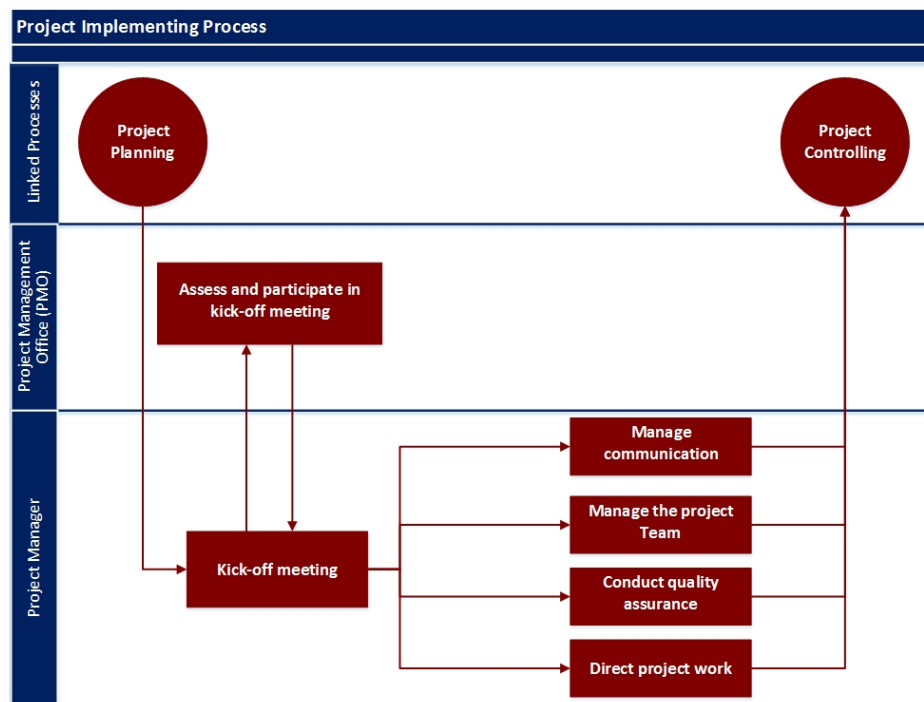 Project Implementing Process
Linked Processes
Project
Planning
Project
Controlling
Project Management
Office (PMO)
Assess and participate in
kick-off meeting
Project Manager
Kick-off meeting
Manage
communication
Manage the project
Team
Conduct quality
assurance
Direct project work